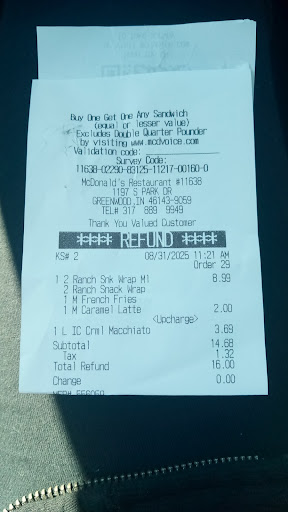 Buy One Get One Any Sandwich
(equal or lesser value)
Excludes Double Quarter Pounder
by visiting www.mcdvoice.com
Validation code:
Survey Code:
11638-02290-83125-11217-00160-0
McDonald's Restaurant #11638
1197 S PARK DR
GREENWOOD,IN 46143-9059
TEL# 317 889 9949
Thank You Valued Customer
**** REFUND ****
KS# 2 08/31/2025 11:21 AM
Order 29
1 2 Ranch Snk Wrap Ml 8.99
2 Ranch Snack Wrap
1 M French Fries
1 M Caramel Latte 2.00
<Upcharge>
1 L IC Crml Macchiato 3.69
Subtotal 14.68
Tax 1.32
Total Refund 16.00
Change 0.00